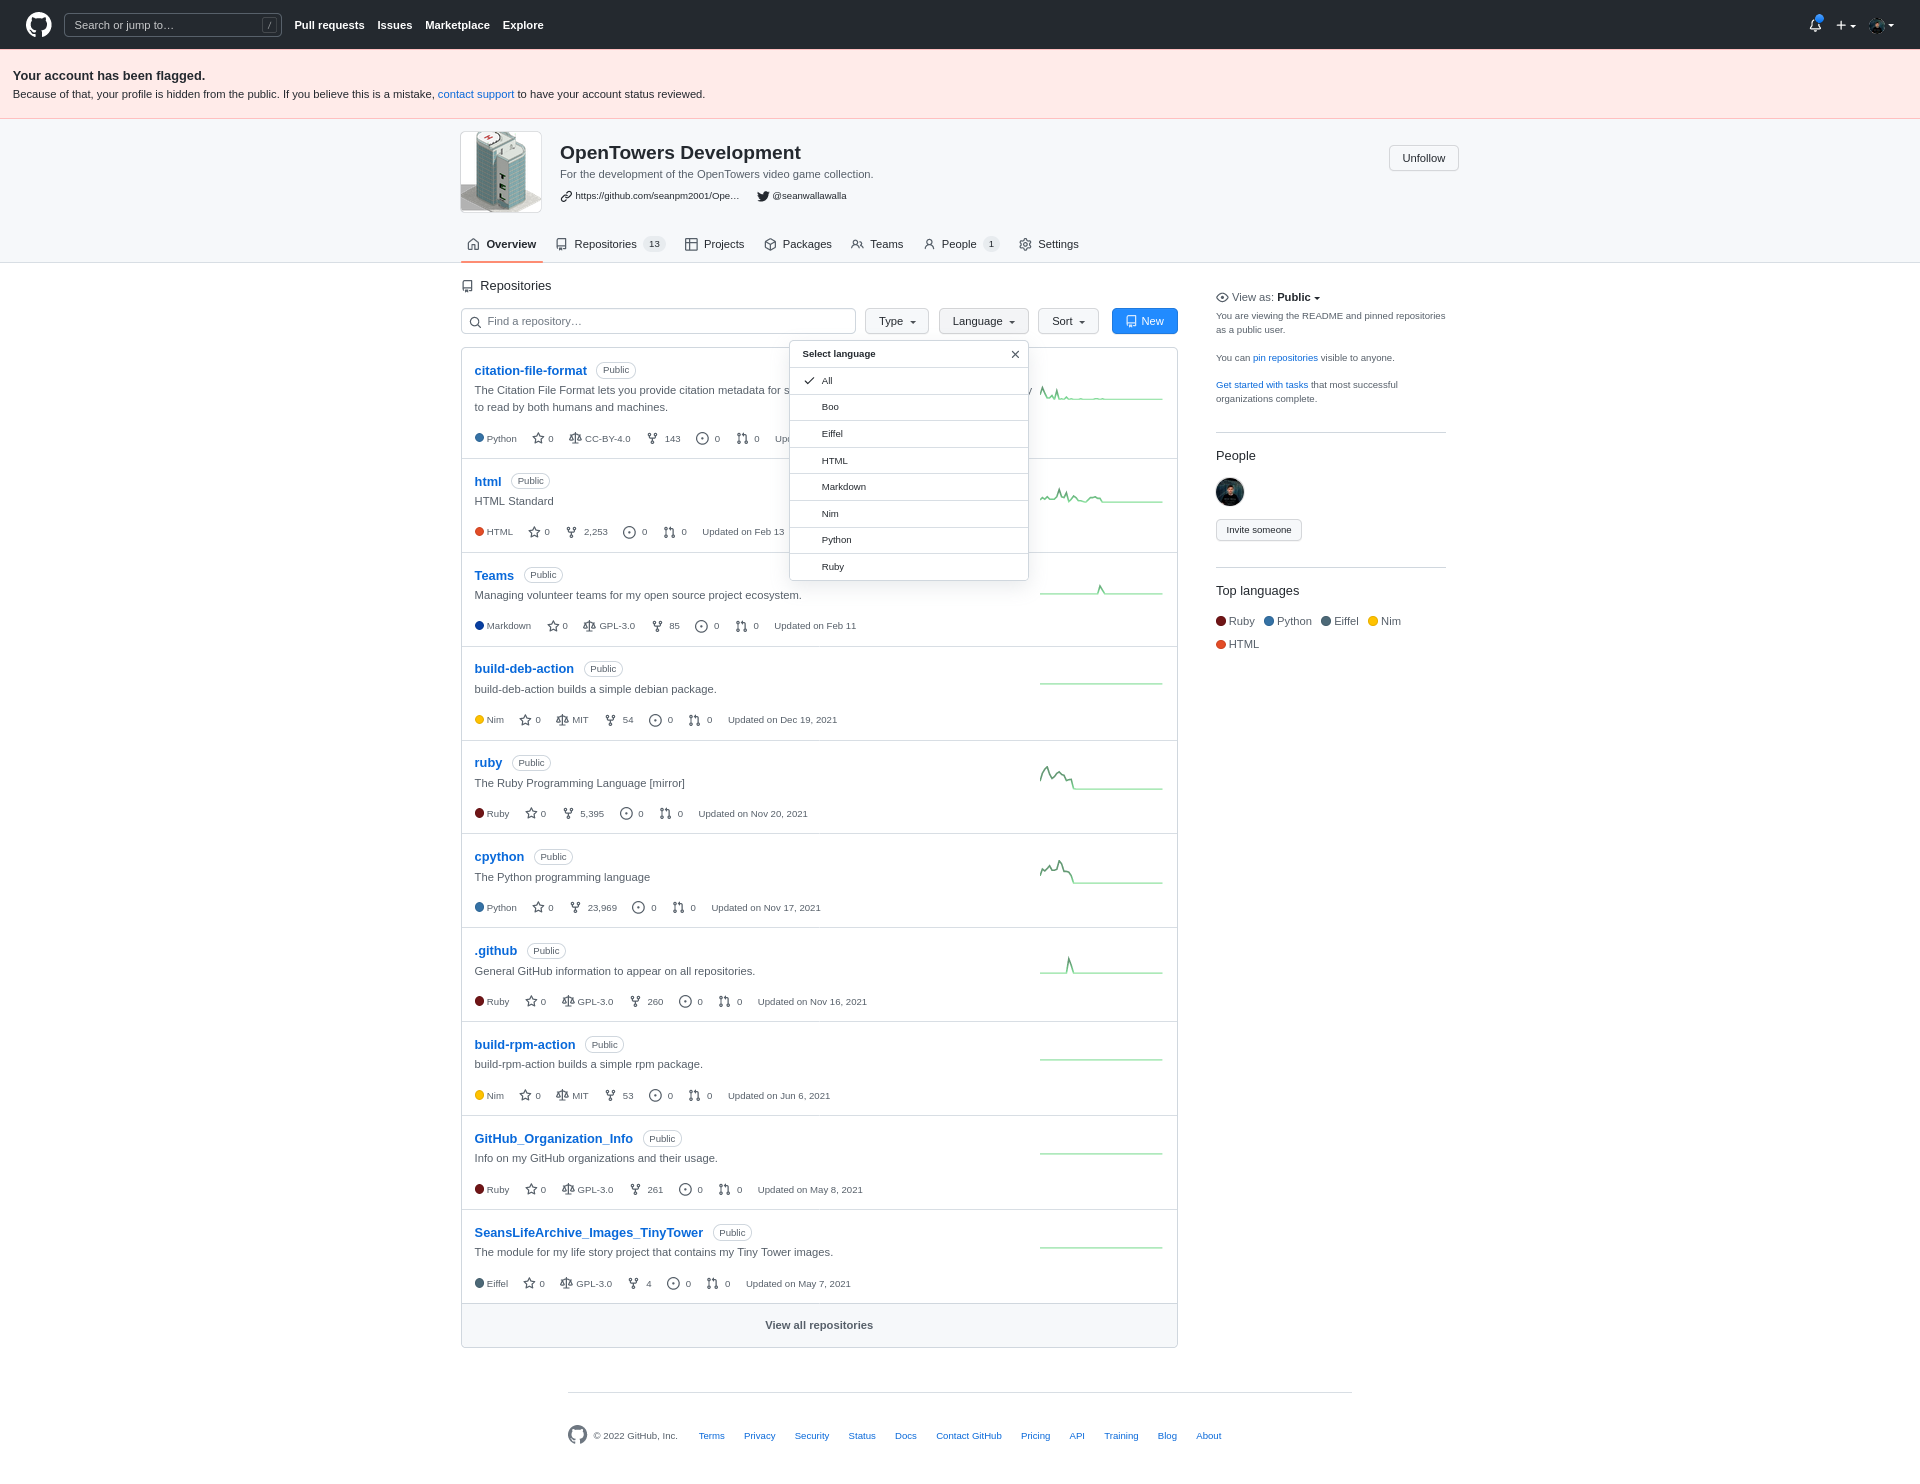 Search or jump to…
/
Pull requests Issues Marketplace Explore
Your account has been flagged.
Because of that, your profile is hidden from the public. If you believe this is a mistake, contact support to have your account status reviewed.
OpenTowers Development
For the development of the OpenTowers video game collection.
https://github.com/seanpm2001/Ope… @seanwallawalla
Unfollow
Overview Repositories 13 Projects Packages Teams People 1 Settings
Repositories
Find a repository…
Type Language Sort New
Select language
All
Boo
Eiffel
HTML
Markdown
Nim
Python
Ruby
citation-file-format Public
The Citation File Format lets you provide citation metadata for s
to read by both humans and machines.
Python 0 CC-BY-4.0 143 0 0
html Public
HTML Standard
HTML 0 2,253 0 0 Updated on Feb 13
Teams Public
Managing volunteer teams for my open source project ecosystem.
Markdown 0 GPL-3.0 85 0 0 Updated on Feb 11
build-deb-action Public
build-deb-action builds a simple debian package.
Nim 0 MIT 54 0 0 Updated on Dec 19, 2021
ruby Public
The Ruby Programming Language [mirror]
Ruby 0 5,395 0 0 Updated on Nov 20, 2021
cpython Public
The Python programming language
Python 0 23,969 0 0 Updated on Nov 17, 2021
.github Public
General GitHub information to appear on all repositories.
Ruby 0 GPL-3.0 260 0 0 Updated on Nov 16, 2021
build-rpm-action Public
build-rpm-action builds a simple rpm package.
Nim 0 MIT 53 0 0 Updated on Jun 6, 2021
GitHub_Organization_Info Public
Info on my GitHub organizations and their usage.
Ruby 0 GPL-3.0 261 0 0 Updated on May 8, 2021
SeansLifeArchive_Images_TinyTower Public
The module for my life story project that contains my Tiny Tower images.
Eiffel 0 GPL-3.0 4 0 0 Updated on May 7, 2021
View all repositories
View as: Public
You are viewing the README and pinned repositories
as a public user.
You can pin repositories visible to anyone.
Get started with tasks that most successful
organizations complete.
People
Invite someone
Top languages
Ruby Python Eiffel Nim
HTML
© 2022 GitHub, Inc. Terms Privacy Security Status Docs Contact GitHub Pricing API Training Blog About